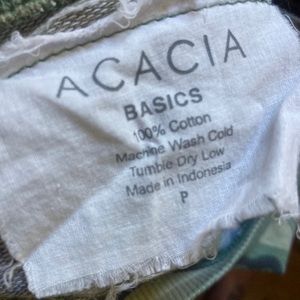 ACACIA
BASICS
100% Cotton
Machine Wash Cold
Tumble Dry Low
Made in Indonesia
P